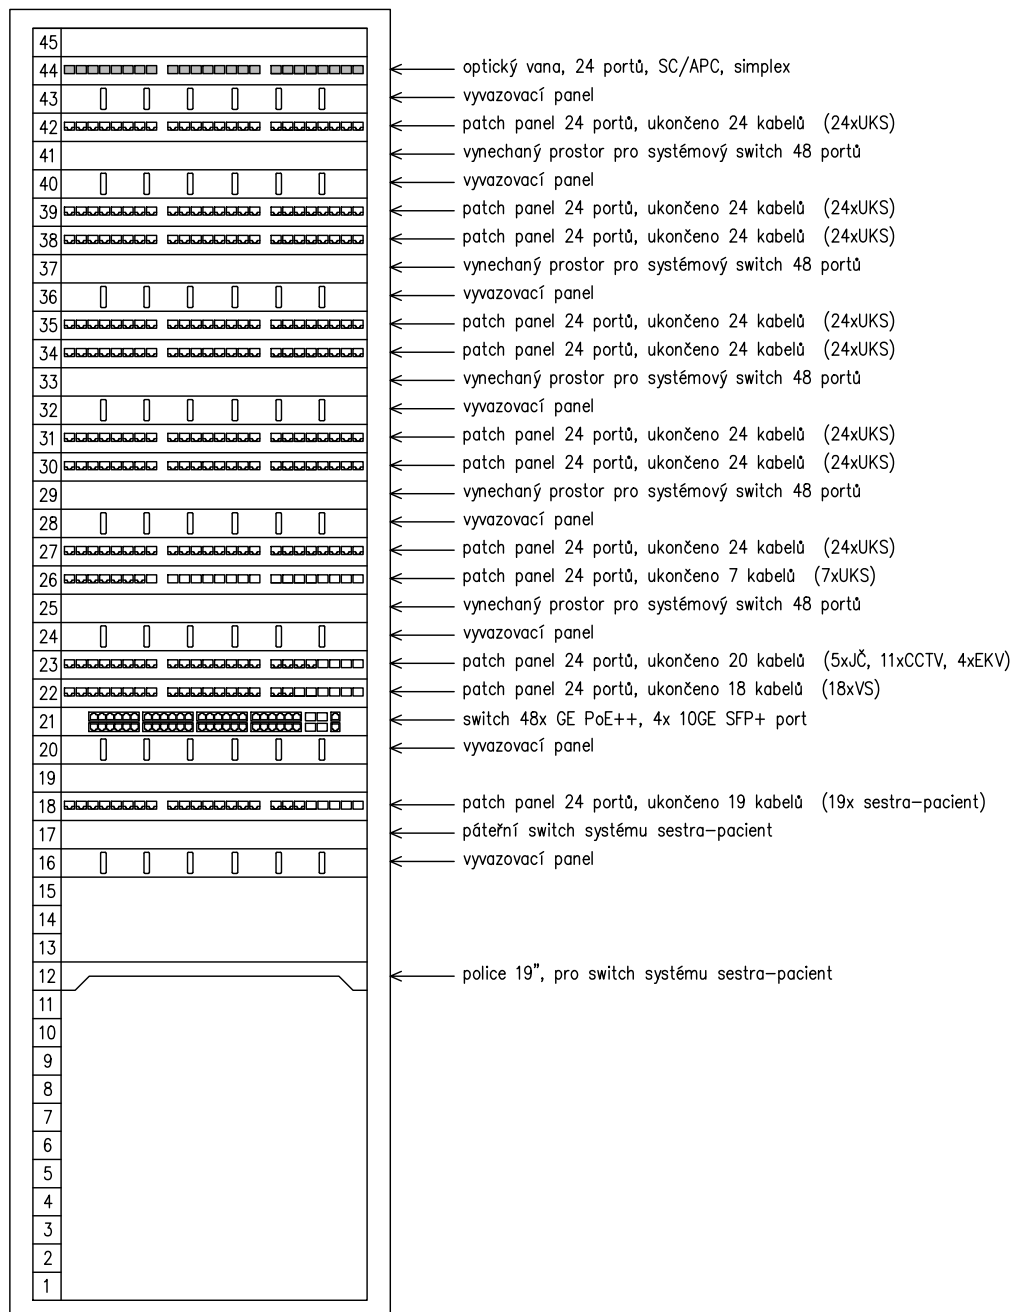 45
44 optický vana, 24 portů, SC/APC, simplex
43 vyvazovací panel
42 patch panel 24 portů, ukončeno 24 kabelů (24xUKS)
41 vynechaný prostor pro systémový switch 48 portů
40 vyvazovací panel
39 patch panel 24 portů, ukončeno 24 kabelů (24xUKS)
38 patch panel 24 portů, ukončeno 24 kabelů (24xUKS)
37 vynechaný prostor pro systémový switch 48 portů
36 vyvazovací panel
35 patch panel 24 portů, ukončeno 24 kabelů (24xUKS)
34 patch panel 24 portů, ukončeno 24 kabelů (24xUKS)
33 vynechaný prostor pro systémový switch 48 portů
32 vyvazovací panel
31 patch panel 24 portů, ukončeno 24 kabelů (24xUKS)
30 patch panel 24 portů, ukončeno 24 kabelů (24xUKS)
29 vynechaný prostor pro systémový switch 48 portů
28 vyvazovací panel
27 patch panel 24 portů, ukončeno 24 kabelů (24xUKS)
26 patch panel 24 portů, ukončeno 7 kabelů (7xUKS)
25 vynechaný prostor pro systémový switch 48 portů
24 vyvazovací panel
23 patch panel 24 portů, ukončeno 20 kabelů (5xJČ, 11xCCTV, 4xEKV)
22 patch panel 24 portů, ukončeno 18 kabelů (18xVS)
21 switch 48x GE PoE++, 4x 10GE SFP+ port
20 vyvazovací panel
19
18 patch panel 24 portů, ukončeno 19 kabelů (19x sestra-pacient)
17 páteřní switch systému sestra-pacient
16 vyvazovací panel
15
14
13
12 police 19", pro switch systému sestra-pacient
11
10
9
8
7
6
5
4
3
2
1